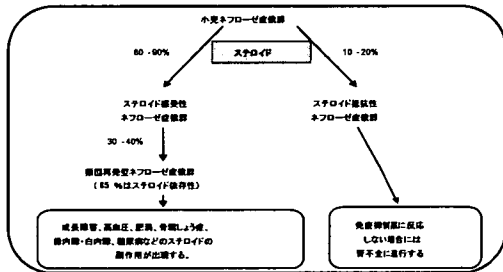 小児ネフローゼ症候群
80 -90%
ステロイド
10 -20%
ステロイド感受性
ネフローゼ症候群
ステロイド抵抗性
ネフローゼ症候群
30 -40%
頻回再発型ネフローゼ症候群
(65 %はステロイド依存性)
成長障害、高血圧、肥満、骨粗しょう症、
緑内障・白内障、糖尿病などのステロイドの
副作用が出現する。
免疫抑制薬に反応
しない場合には
腎不全に進行する